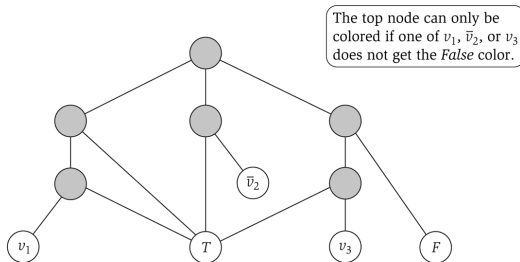 The top node can only be
colored if one of v₁, v̅₂, or v₃
does not get the False color.
v̅₂
v₁
T
v₃
F